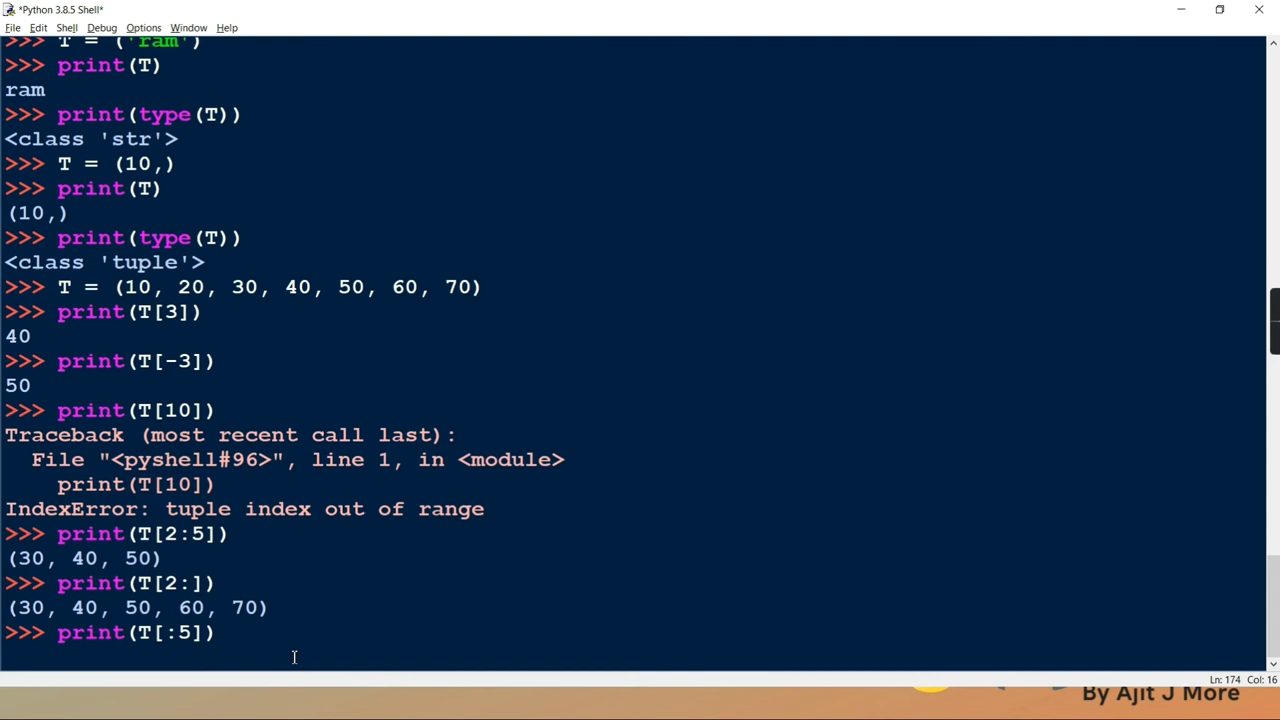 *Python 3.8.5 Shell*
File Edit Shell Debug Options Window Help
>>> T = ('ram')
>>> print(T)
ram
>>> print(type(T))
<class 'str'>
>>> T = (10,)
>>> print(T)
(10,)
>>> print(type(T))
<class 'tuple'>
>>> T = (10, 20, 30, 40, 50, 60, 70)
>>> print(T[3])
40
>>> print(T[-3])
50
>>> print(T[10])
Traceback (most recent call last):
  File "<pyshell#96>", line 1, in <module>
    print(T[10])
IndexError: tuple index out of range
>>> print(T[2:5])
(30, 40, 50)
>>> print(T[2:])
(30, 40, 50, 60, 70)
>>> print(T[:5])
Ln: 174 Col: 16
By Ajit J More